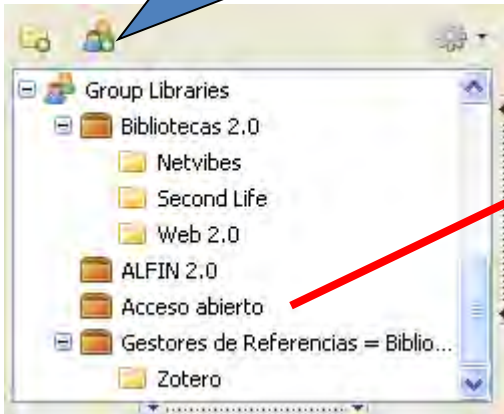 Group Libraries
Bibliotecas 2.0
Netvibes
Second Life
Web 2.0
ALFIN 2.0
Acceso abierto
Gestores de Referencias = Biblio...
Zotero